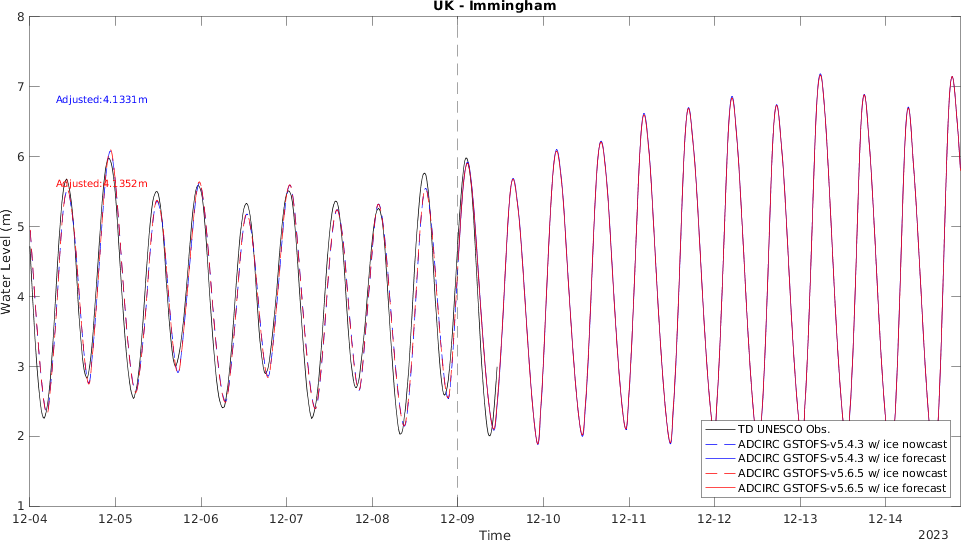 UK - Immingham
8
7
6
5
4
3
2
1
Water Level (m)
Adjusted:4.1331m
Adjusted:4.1352m
TD UNESCO Obs.
ADCIRC GSTOFS-v5.4.3 w/ ice nowcast
ADCIRC GSTOFS-v5.4.3 w/ ice forecast
ADCIRC GSTOFS-v5.6.5 w/ ice nowcast
ADCIRC GSTOFS-v5.6.5 w/ ice forecast
12-04 12-05 12-06 12-07 12-08 12-09 12-10 12-11 12-12 12-13 12-14
Time
2023